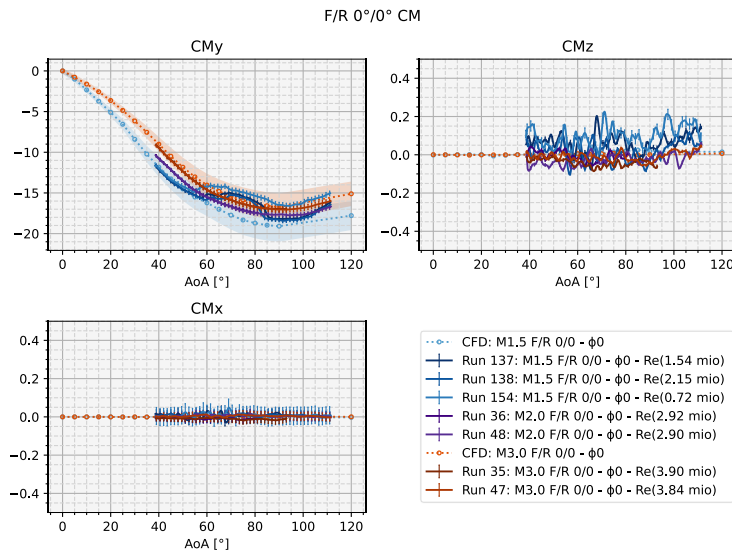 F/R 0°/0° CM
CMy
0
−5
−10
−15
−20
0 20 40 60 80 100 120
AoA [°]
CMz
0.4
0.2
0.0
−0.2
−0.4
0 20 40 60 80 100 120
AoA [°]
CMx
0.4
0.2
0.0
−0.2
−0.4
0 20 40 60 80 100 120
AoA [°]
CFD: M1.5 F/R 0/0 - ϕ0
Run 137: M1.5 F/R 0/0 - ϕ0 - Re(1.54 mio)
Run 138: M1.5 F/R 0/0 - ϕ0 - Re(2.15 mio)
Run 154: M1.5 F/R 0/0 - ϕ0 - Re(0.72 mio)
Run 36: M2.0 F/R 0/0 - ϕ0 - Re(2.92 mio)
Run 48: M2.0 F/R 0/0 - ϕ0 - Re(2.90 mio)
CFD: M3.0 F/R 0/0 - ϕ0
Run 35: M3.0 F/R 0/0 - ϕ0 - Re(3.90 mio)
Run 47: M3.0 F/R 0/0 - ϕ0 - Re(3.84 mio)